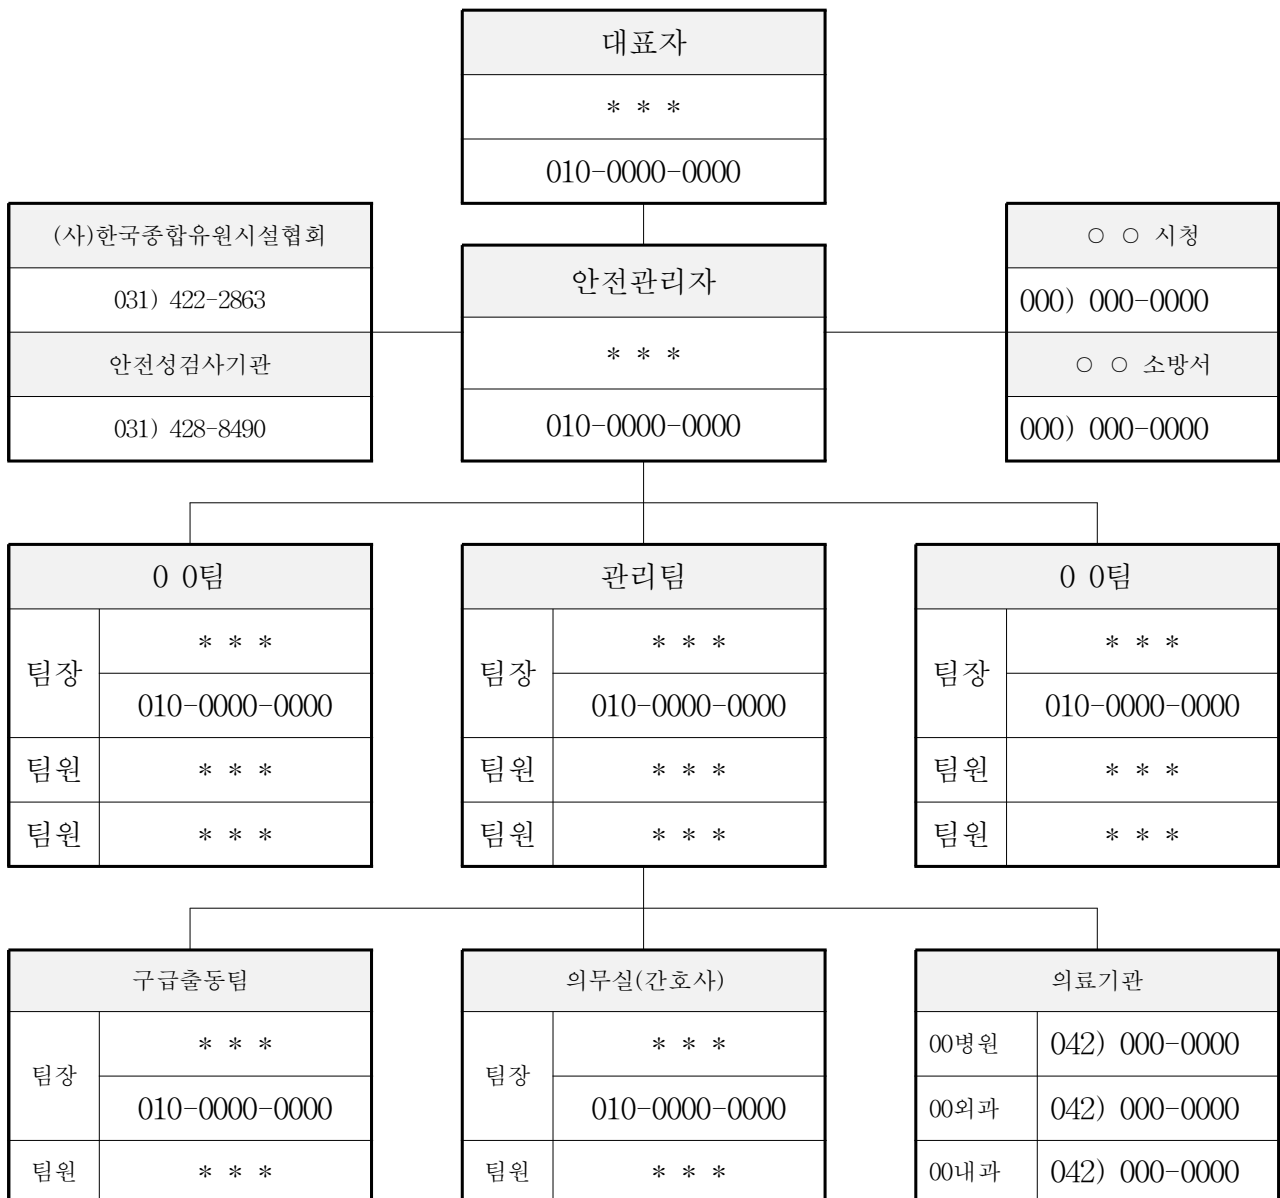 대표자
* * *
010-0000-0000
(사)한국종합유원시설협회
031) 422-2863
안전성검사기관
031) 428-8490
안전관리자
* * *
010-0000-0000
○ ○ 시청
000) 000-0000
○ ○ 소방서
000) 000-0000
0 0팀
팀장
* * *
010-0000-0000
팀원 * * *
팀원 * * *
관리팀
팀장
* * *
010-0000-0000
팀원 * * *
팀원 * * *
0 0팀
팀장
* * *
010-0000-0000
팀원 * * *
팀원 * * *
구급출동팀
팀장
* * *
010-0000-0000
팀원 * * *
의무실(간호사)
팀장
* * *
010-0000-0000
팀원 * * *
의료기관
00병원 042) 000-0000
00외과 042) 000-0000
00내과 042) 000-0000